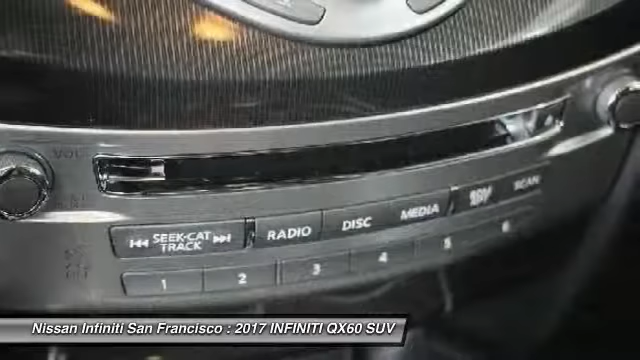 VOL
SEEK·CAT RADIO DISC MEDIA SCAN
TRACK
1 2 3 4 5 6
Nissan Infiniti San Francisco : 2017 INFINITI QX60 SUV